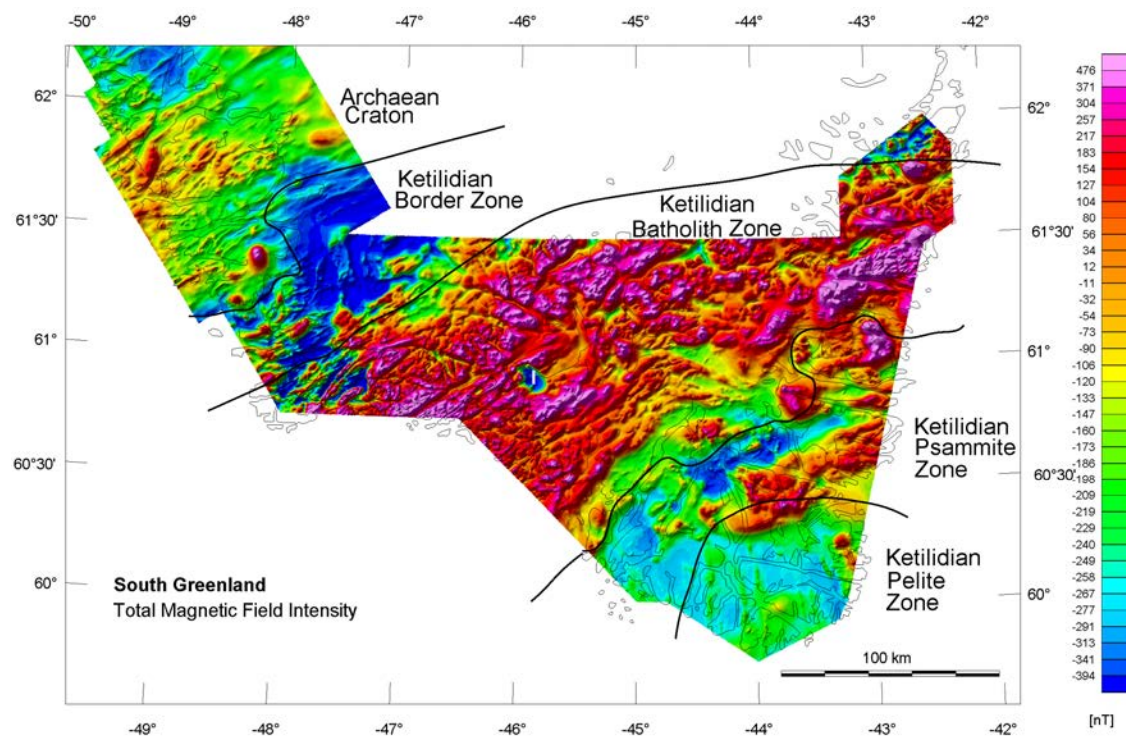 -50° -49° -48° -47° -46° -45° -44° -43° -42°
62°
61°30'
61°
60°30'
60°
62°
61°30'
61°
60°30'
60°
Archaean
Craton
Ketilidian
Border Zone
Ketilidian
Batholith Zone
Ketilidian
Psammite
Zone
Ketilidian
Pelite
Zone
1
South Greenland
Total Magnetic Field Intensity
100 km
-49° -48° -47° -46° -45° -44° -43° -42°
476
371
304
257
217
183
154
127
104
80
56
34
12
-11
-32
-54
-73
-90
-106
-120
-133
-147
-160
-173
-186
-198
-209
-219
-229
-240
-249
-258
-267
-277
-291
-313
-341
-394
[nT]